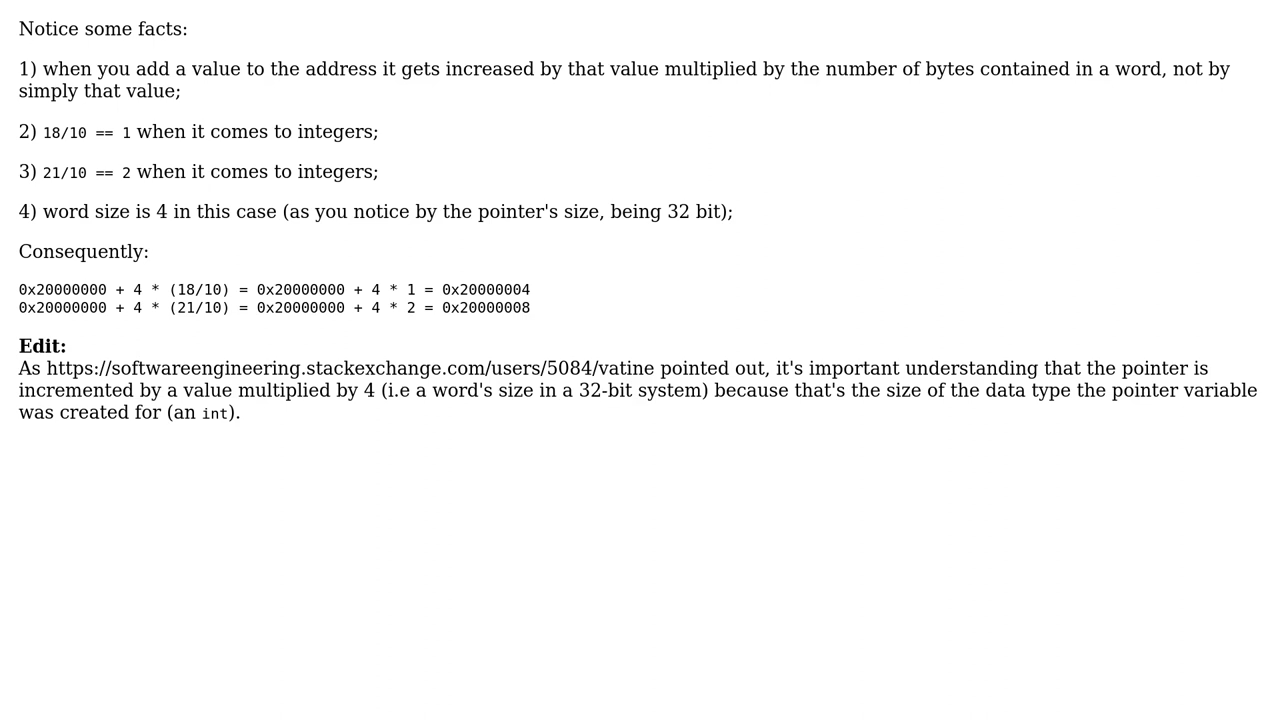 Notice some facts:
1) when you add a value to the address it gets increased by that value multiplied by the number of bytes contained in a word, not by
simply that value;
2) 18/10 == 1 when it comes to integers;
3) 21/10 == 2 when it comes to integers;
4) word size is 4 in this case (as you notice by the pointer's size, being 32 bit);
Consequently:
0x20000000 + 4 * (18/10) = 0x20000000 + 4 * 1 = 0x20000004
0x20000000 + 4 * (21/10) = 0x20000000 + 4 * 2 = 0x20000008
Edit:
As https://softwareengineering.stackexchange.com/users/5084/vatine pointed out, it's important understanding that the pointer is
incremented by a value multiplied by 4 (i.e a word's size in a 32-bit system) because that's the size of the data type the pointer variable
was created for (an int).